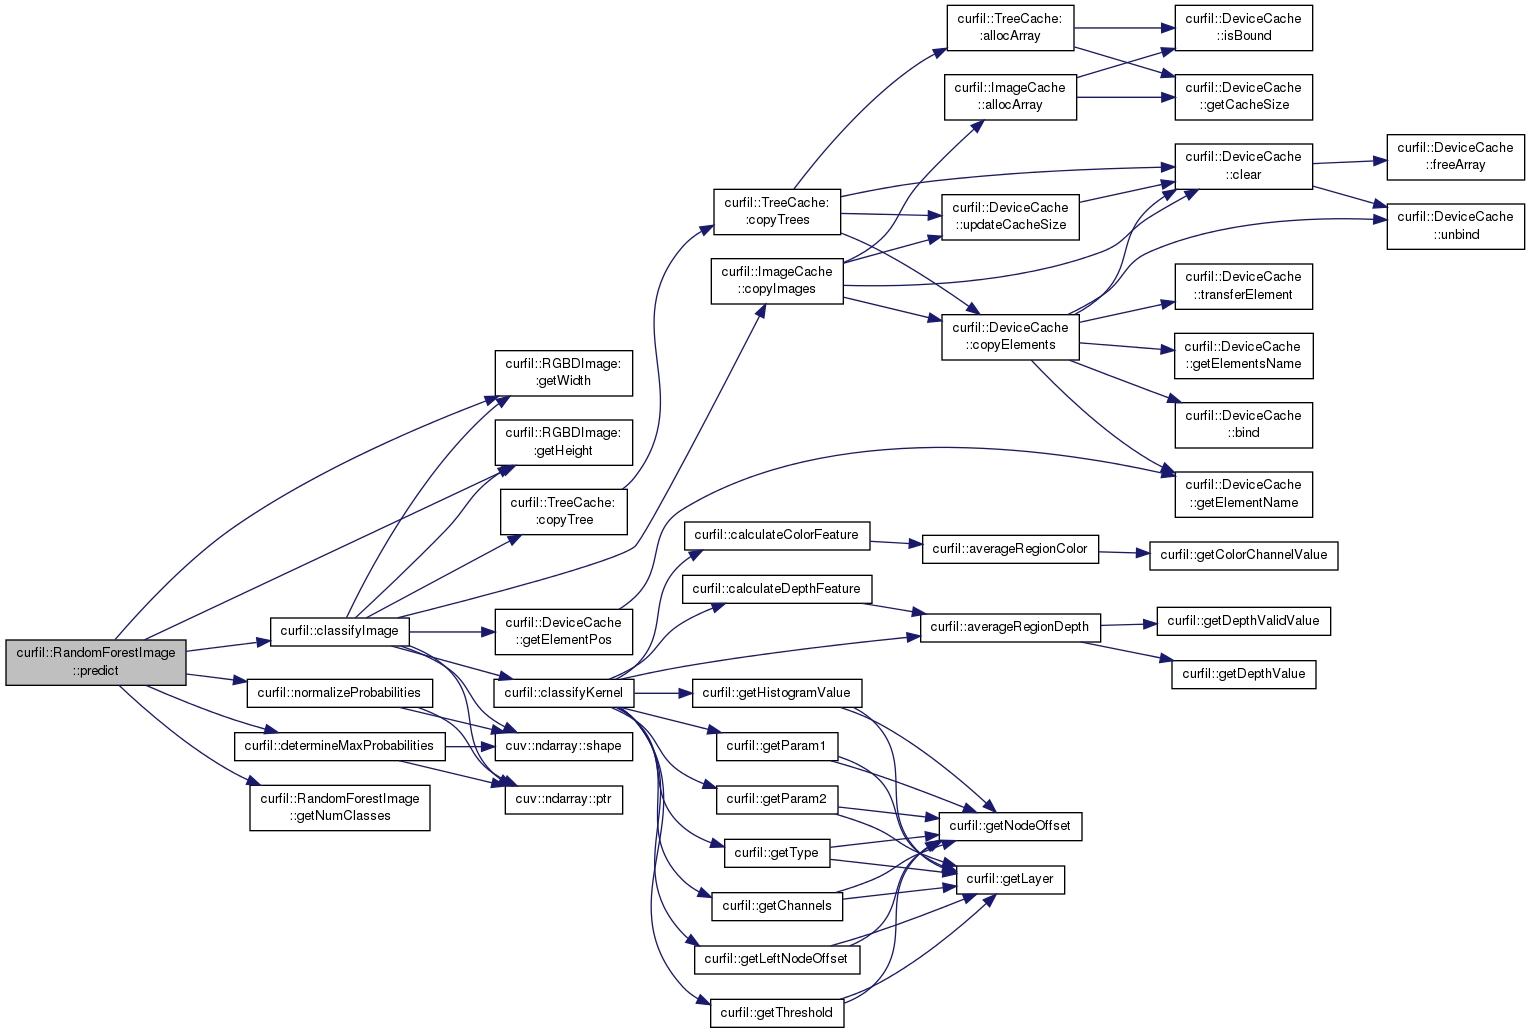 curfil::RandomForestImage
::predict
curfil::classifyImage
curfil::normalizeProbabilities
curfil::determineMaxProbabilities
curfil::RandomForestImage
::getNumClasses
curfil::RGBDImage:
:getWidth
curfil::RGBDImage:
:getHeight
curfil::TreeCache:
:copyTree
curfil::DeviceCache
::getElementPos
curfil::classifyKernel
cuv::ndarray::shape
cuv::ndarray::ptr
curfil::TreeCache:
:copyTrees
curfil::ImageCache
::copyImages
curfil::calculateColorFeature
curfil::calculateDepthFeature
curfil::getHistogramValue
curfil::getParam1
curfil::getParam2
curfil::getType
curfil::getChannels
curfil::getLeftNodeOffset
curfil::getThreshold
curfil::TreeCache:
:allocArray
curfil::ImageCache
::allocArray
curfil::DeviceCache
::updateCacheSize
curfil::DeviceCache
::copyElements
curfil::averageRegionColor
curfil::averageRegionDepth
curfil::getNodeOffset
curfil::getLayer
curfil::DeviceCache
::isBound
curfil::DeviceCache
::getCacheSize
curfil::DeviceCache
::clear
curfil::DeviceCache
::transferElement
curfil::DeviceCache
::getElementsName
curfil::DeviceCache
::bind
curfil::DeviceCache
::getElementName
curfil::getColorChannelValue
curfil::getDepthValidValue
curfil::getDepthValue
curfil::DeviceCache
::freeArray
curfil::DeviceCache
::unbind